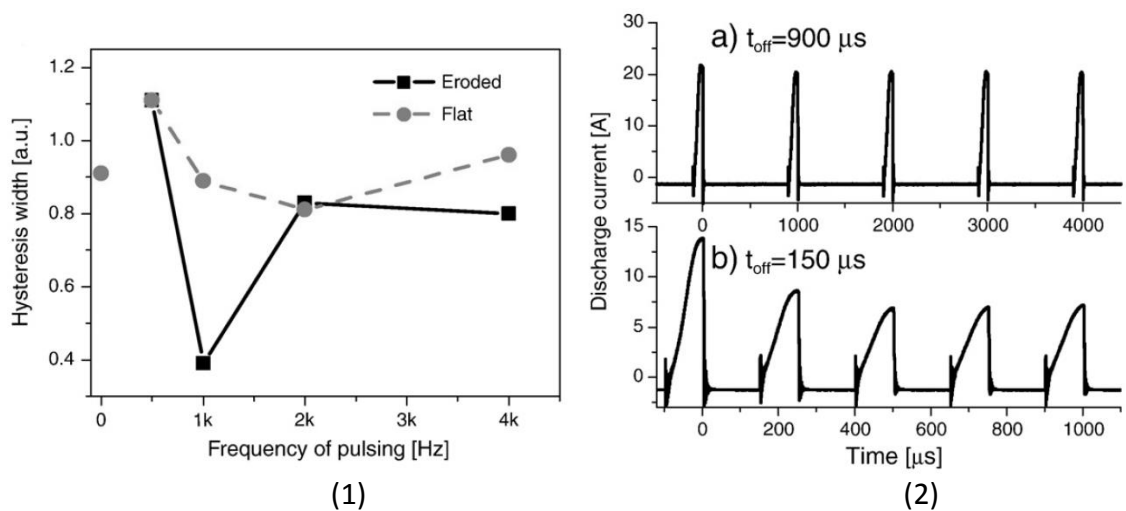 Hysteresis width [a.u.]
1.2
1.0
0.8
0.6
0.4
Eroded
Flat
0 1k 2k 3k 4k
Frequency of pulsing [Hz]
(1)
Discharge current [A]
30
20
10
0
a) toff=900 μs
0 1000 2000 3000 4000
15
10
5
0
b) toff=150 μs
0 200 400 600 800 1000
Time [μs]
(2)